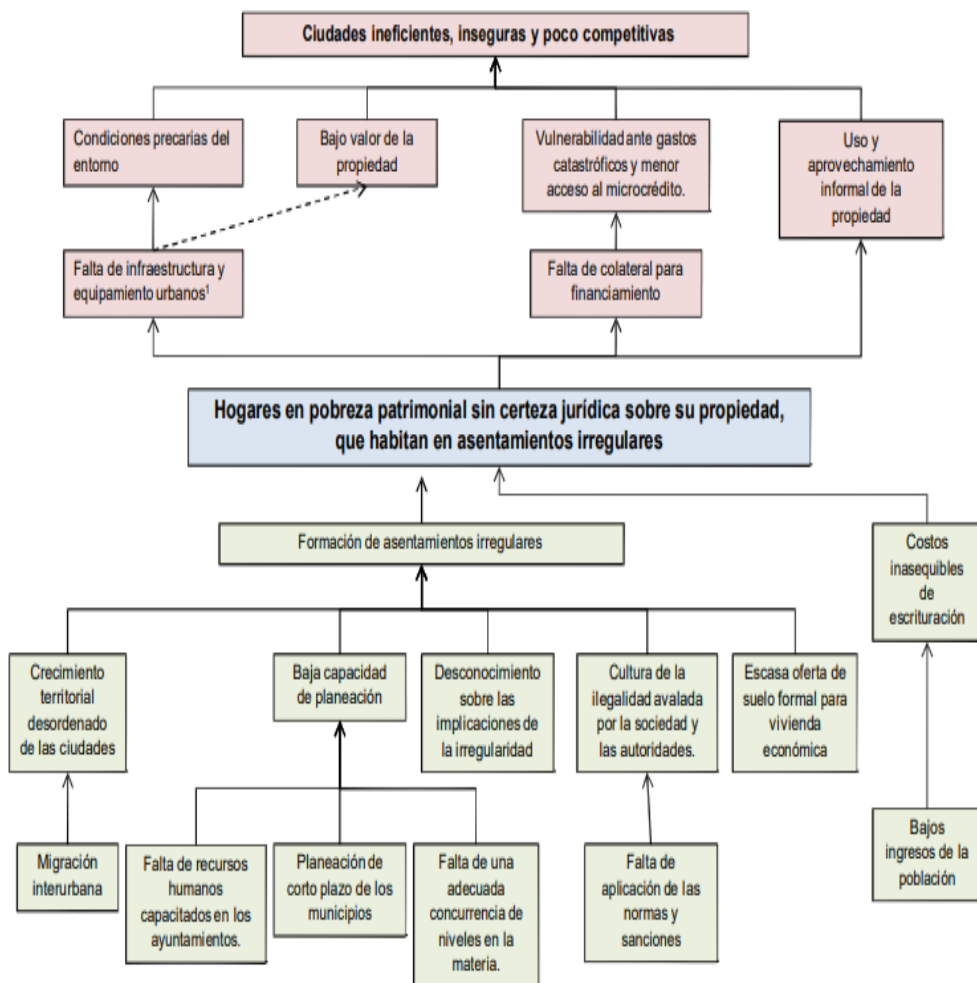 Ciudades ineficientes, inseguras y poco competitivas
Condiciones precarias del
entorno
Bajo valor de la
propiedad
Vulnerabilidad ante gastos
catastróficos y menor
acceso al microcrédito.
Uso y
aprovechamiento
informal de la
propiedad
Falta de infraestructura y
equipamiento urbanos¹
Falta de colateral para
financiamiento
Hogares en pobreza patrimonial sin certeza jurídica sobre su propiedad,
que habitan en asentamientos irregulares
Formación de asentamientos irregulares
Costos
inasequibles
de
escrituración
Crecimiento
territorial
desordenado
de las ciudades
Baja capacidad
de planeación
Desconocimiento
sobre las
implicaciones de
la irregularidad
Cultura de la
ilegalidad avalada
por la sociedad y
las autoridades.
Escasa oferta de
suelo formal para
vivienda
económica
Migración
interurbana
Falta de recursos
humanos
capacitados en los
ayuntamientos.
Planeación de
corto plazo de los
municipios
Falta de una
adecuada
concurrencia de
niveles en la
materia.
Falta de
aplicación de las
normas y
sanciones
Bajos
ingresos de la
población